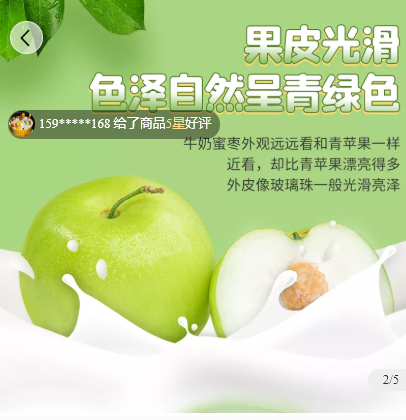 果皮光滑
色泽自然呈青绿色
159*****168 给了商品5星好评
牛奶蜜枣外观远远看和青苹果一样
近看，却比青苹果漂亮得多
外皮像玻璃珠一般光滑亮泽
2/5